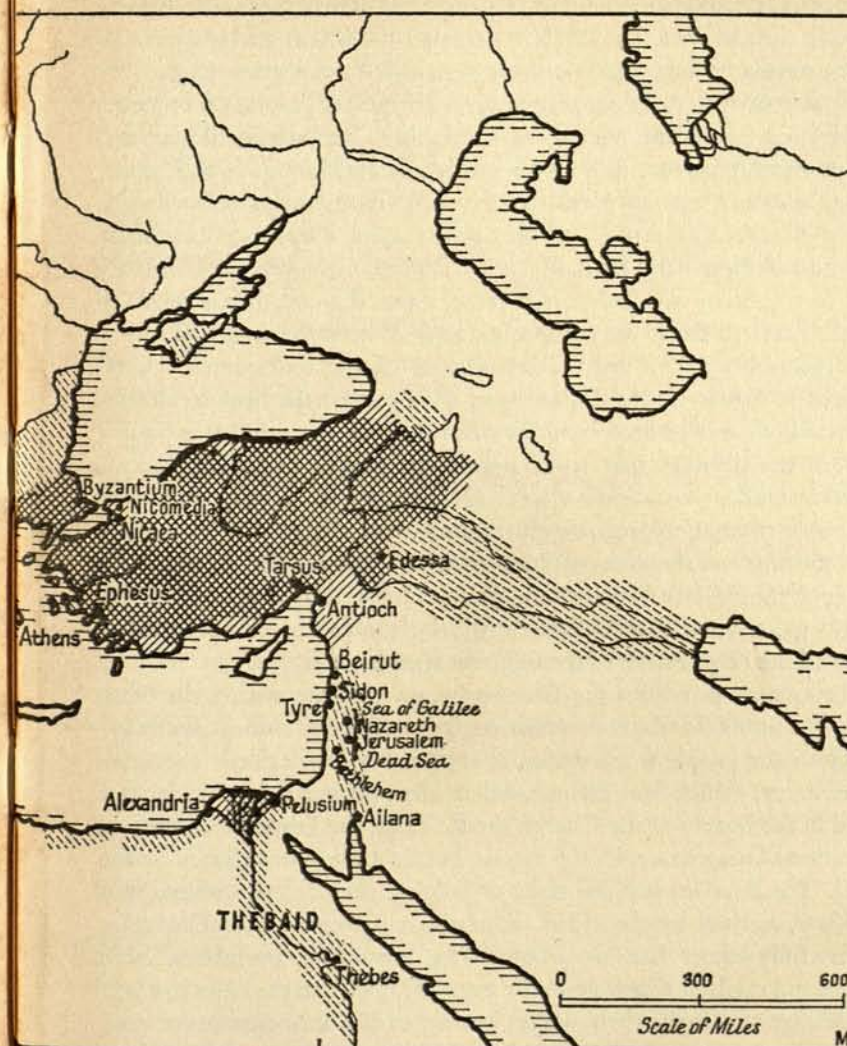 Byzantium
Nicomedia
Nicaea
Ephesus
Athens
Tarsus
Edessa
Antioch
Beirut
Sidon
Tyre
Sea of Galilee
Nazareth
Jerusalem
Dead Sea
Bethlehem
Alexandria
Pelusium
Ailana
THEBAID
Thebes
0 300 600
Scale of Miles
M